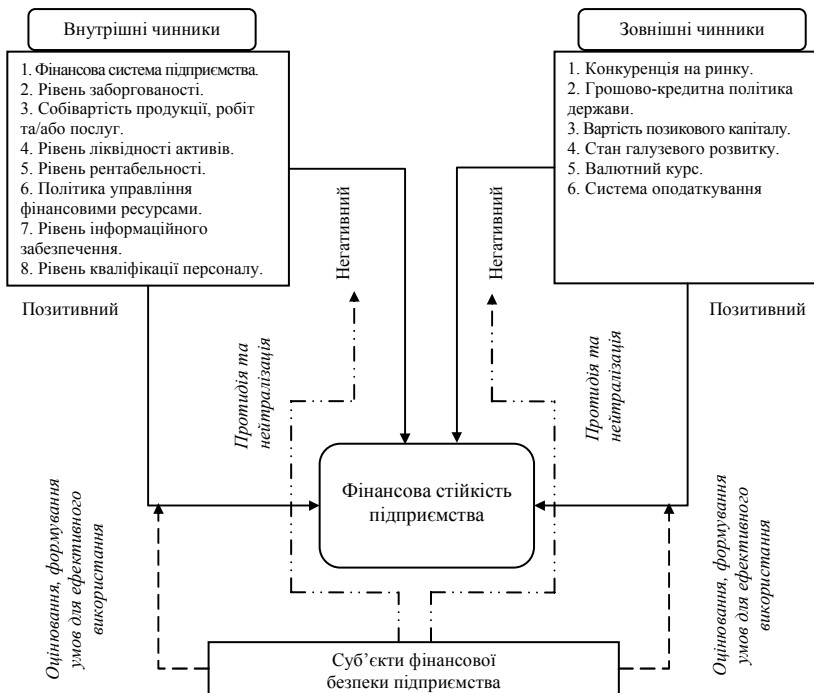 Внутрішні чинники
1. Фінансова система підприємства.
2. Рівень заборгованості.
3. Собівартість продукції, робіт
та/або послуг.
4. Рівень ліквідності активів.
5. Рівень рентабельності.
6. Політика управління
фінансовими ресурсами.
7. Рівень інформаційного
забезпечення.
8. Рівень кваліфікації персоналу.
Зовнішні чинники
1. Конкуренція на ринку.
2. Грошово-кредитна політика
держави.
3. Вартість позикового капіталу.
4. Стан галузевого розвитку.
5. Валютний курс.
6. Система оподаткування
Негативний
Негативний
Позитивний
Позитивний
Протидія та
нейтралізація
Протидія та
нейтралізація
Фінансова стійкість
підприємства
Оцінювання, формування
умов для ефективного
використання
Оцінювання, формування
умов для ефективного
використання
Суб’єкти фінансової
безпеки підприємства